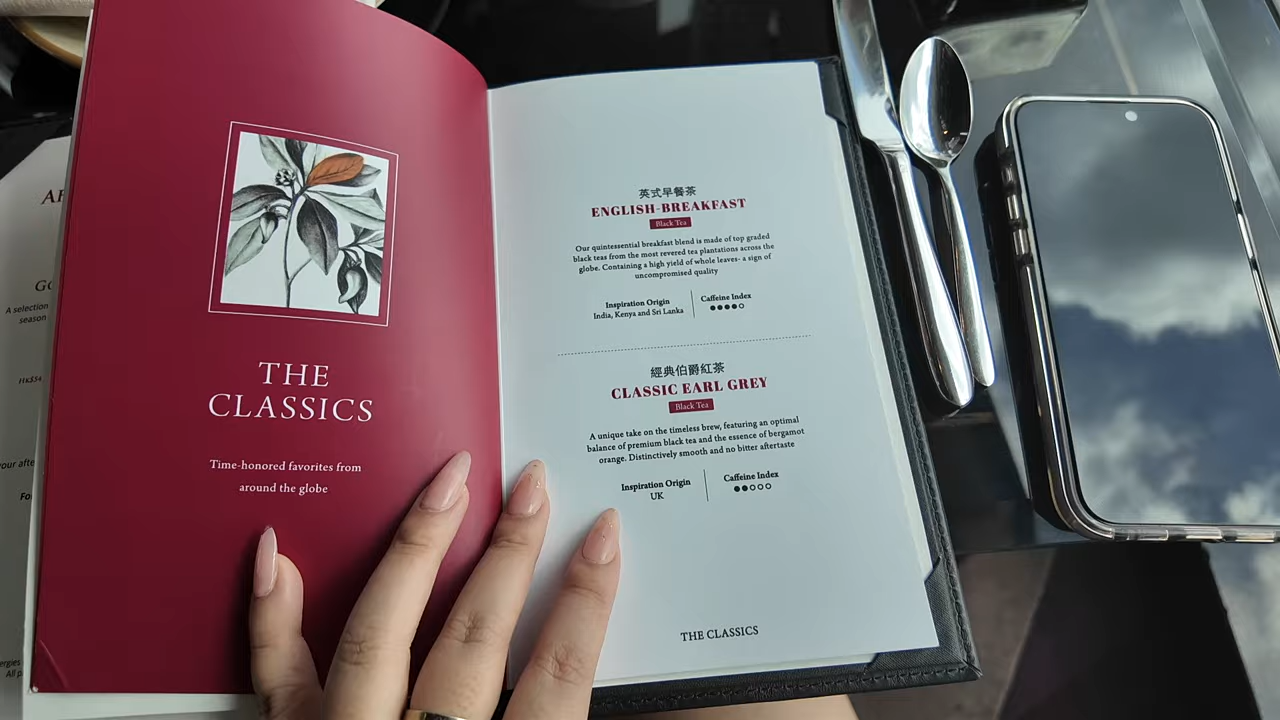 THE
CLASSICS
Time-honored favorites from
around the globe
英式早餐茶
ENGLISH-BREAKFAST
Black Tea
Our quintessential breakfast blend is made of top graded
black teas from the most revered tea plantations across the
globe. Containing a high yield of whole leaves- a sign of
uncompromised quality
Inspiration Origin
India, Kenya and Sri Lanka
Caffeine Index
經典伯爵紅茶
CLASSIC EARL GREY
Black Tea
A unique take on the timeless brew, featuring an optimal
balance of premium black tea and the essence of bergamot
orange. Distinctively smooth and no bitter aftertaste
Inspiration Origin
UK
Caffeine Index
THE CLASSICS
A selection
season